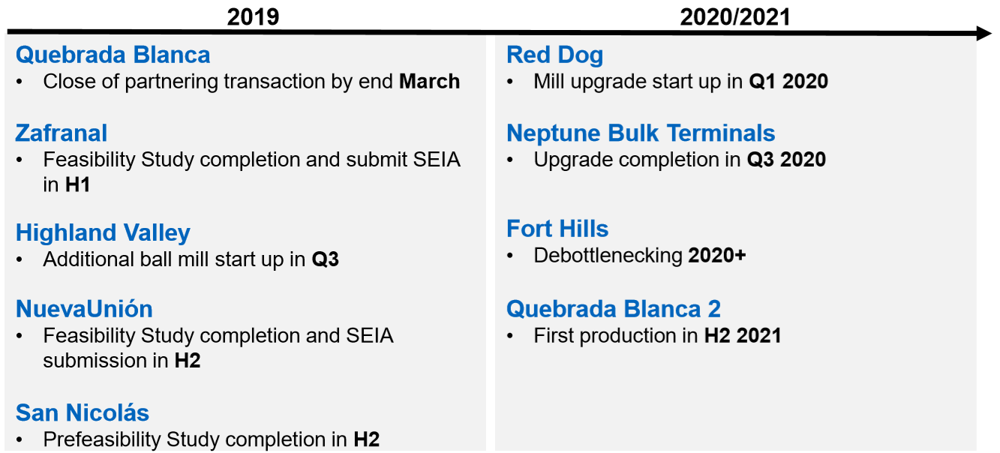 2019
2020/2021
Quebrada Blanca
• Close of partnering transaction by end March
Zafranal
• Feasibility Study completion and submit SEIA
in H1
Highland Valley
• Additional ball mill start up in Q3
NuevaUnión
• Feasibility Study completion and SEIA
submission in H2
San Nicolás
• Prefeasibility Study completion in H2
Red Dog
• Mill upgrade start up in Q1 2020
Neptune Bulk Terminals
• Upgrade completion in Q3 2020
Fort Hills
• Debottlenecking 2020+
Quebrada Blanca 2
• First production in H2 2021